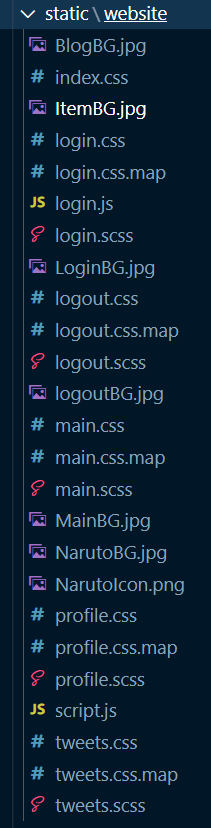 static\website
BlogBG.jpg
index.css
ItemBG.jpg
login.css
login.css.map
JS login.js
login.scss
LoginBG.jpg
logout.css
logout.css.map
logout.scss
logoutBG.jpg
main.css
main.css.map
main.scss
MainBG.jpg
NarutoBG.jpg
NarutoIcon.png
profile.css
profile.css.map
profile.scss
JS script.js
tweets.css
tweets.css.map
tweets.scss